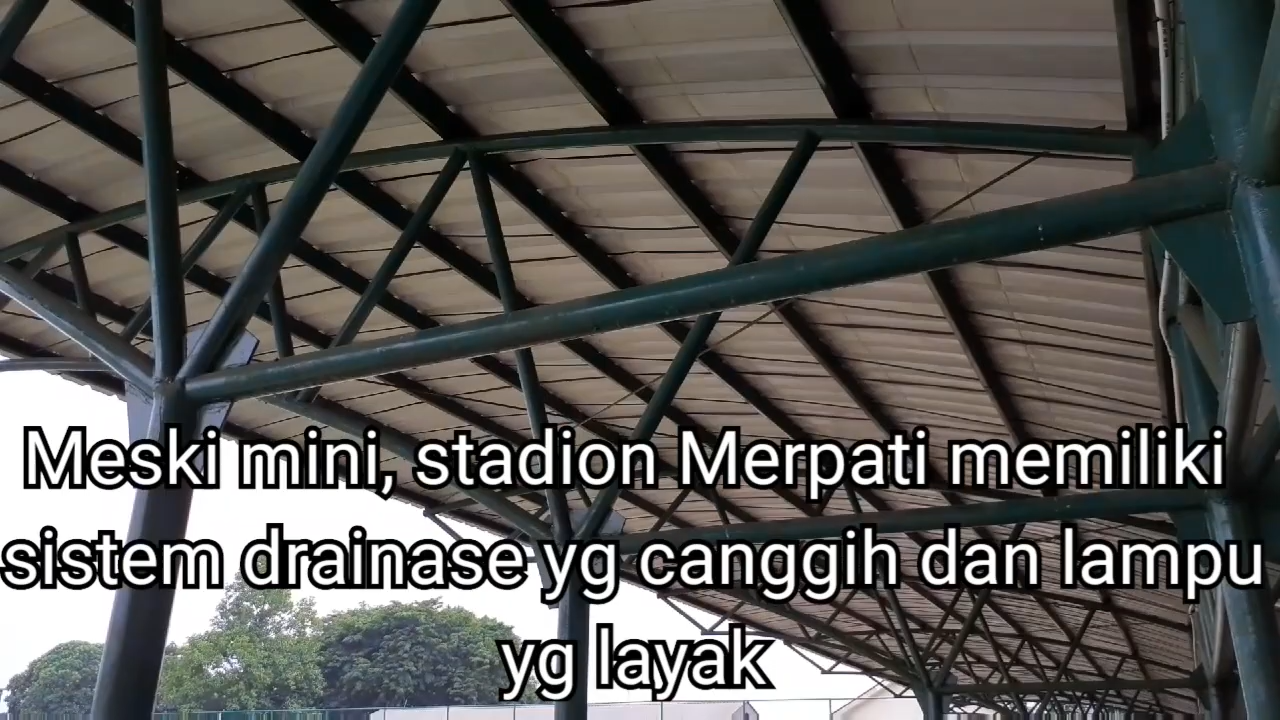 Meski mini, stadion Merpati memiliki
sistem drainase yg canggih dan lampu
yg layak